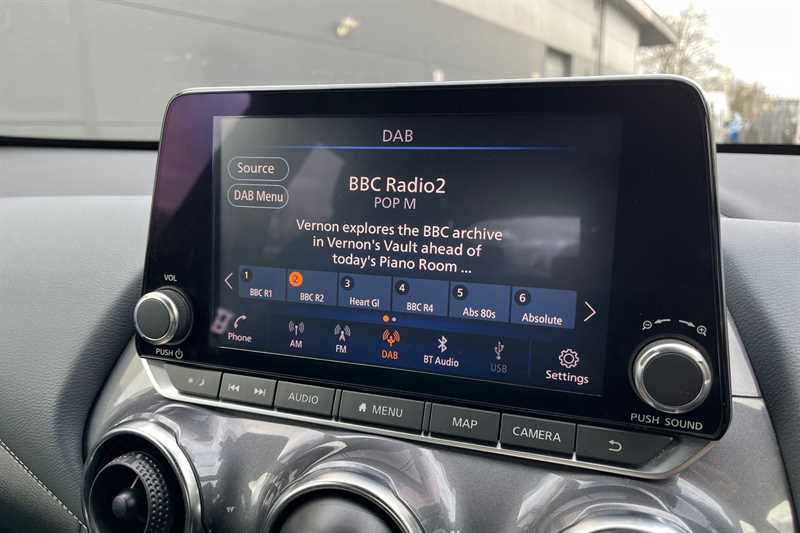 DAB
Source
DAB Menu
BBC Radio2
POP M
Vernon explores the BBC archive
in Vernon's Vault ahead of
today's Piano Room ...
1 BBC R1
2 BBC R2
3 Heart Gl
4 BBC R4
5 Abs 80s
6 Absolute
Phone
AM
FM
DAB
BT Audio
USB
Settings
VOL
PUSH
PUSH SOUND
AUDIO
MENU
MAP
CAMERA